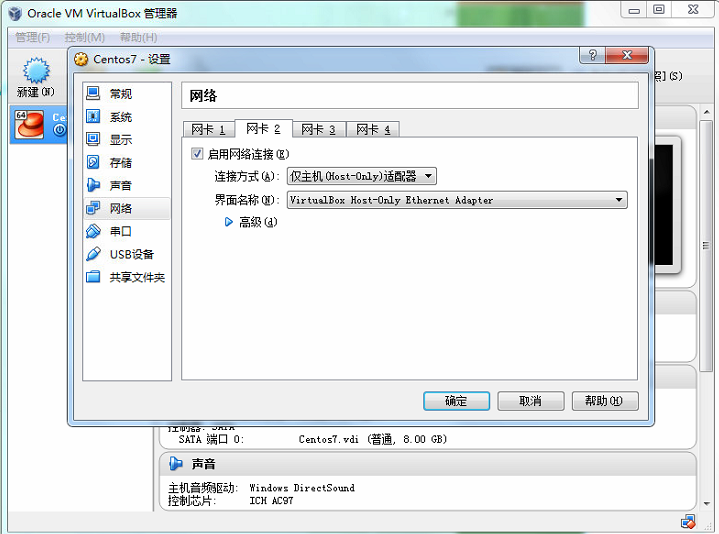 Oracle VM VirtualBox 管理器
管理(F) 控制(M) 帮助(H)
新建(N)
](S)
64
Ce
Centos7 - 设置
常规
系统
显示
存储
声音
网络
串口
USB设备
共享文件夹
网络
网卡 1 网卡 2 网卡 3 网卡 4
启用网络连接(E)
连接方式(A): 仅主机(Host-Only)适配器
界面名称(N): VirtualBox Host-Only Ethernet Adapter
高级(d)
确定 取消 帮助(H)
控制器: SATA
SATA 端口 0: Centos7.vdi (普通, 8.00 GB)
声音
主机音频驱动: Windows DirectSound
控制芯片: ICH AC97